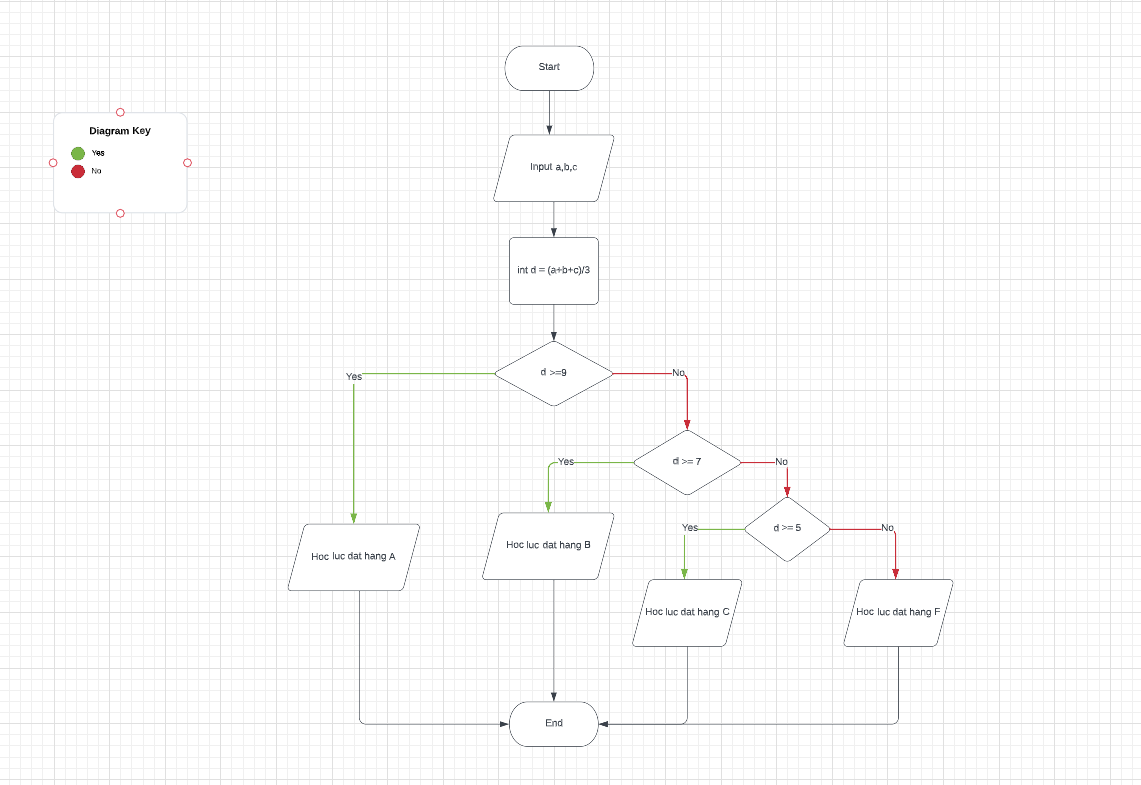 Start
Diagram Key
Yes
No
Input a,b,c
int d = (a+b+c)/3
d >=9
Yes
No
d >= 7
Yes
No
d >= 5
Yes
No
Hoc luc dat hang A
Hoc luc dat hang B
Hoc luc dat hang C
Hoc luc dat hang F
End